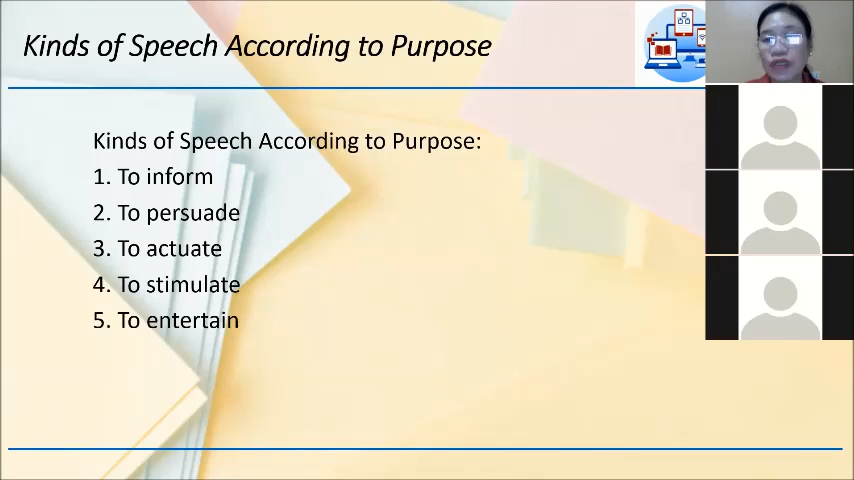 Kinds of Speech According to Purpose
Kinds of Speech According to Purpose:
1. To inform
2. To persuade
3. To actuate
4. To stimulate
5. To entertain